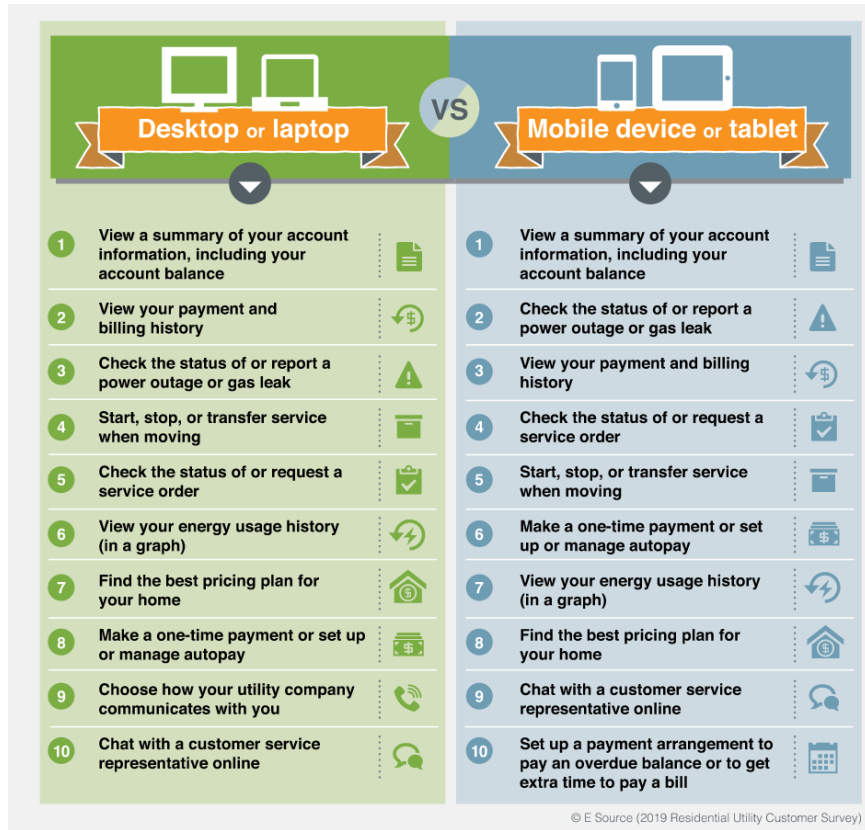 Desktop or laptop
VS
Mobile device or tablet
1
View a summary of your account
information, including your
account balance
2
View your payment and
billing history
3
Check the status of or report a
power outage or gas leak
4
Start, stop, or transfer service
when moving
5
Check the status of or request a
service order
6
View your energy usage history
(in a graph)
7
Find the best pricing plan for
your home
8
Make a one-time payment or set up
or manage autopay
9
Choose how your utility company
communicates with you
10
Chat with a customer service
representative online
1
View a summary of your account
information, including your
account balance
2
Check the status of or report a
power outage or gas leak
3
View your payment and billing
history
4
Check the status of or request a
service order
5
Start, stop, or transfer service
when moving
6
Make a one-time payment or set
up or manage autopay
7
View your energy usage history
(in a graph)
8
Find the best pricing plan for
your home
9
Chat with a customer service
representative online
10
Set up a payment arrangement to
pay an overdue balance or to get
extra time to pay a bill
© E Source (2019 Residential Utility Customer Survey)